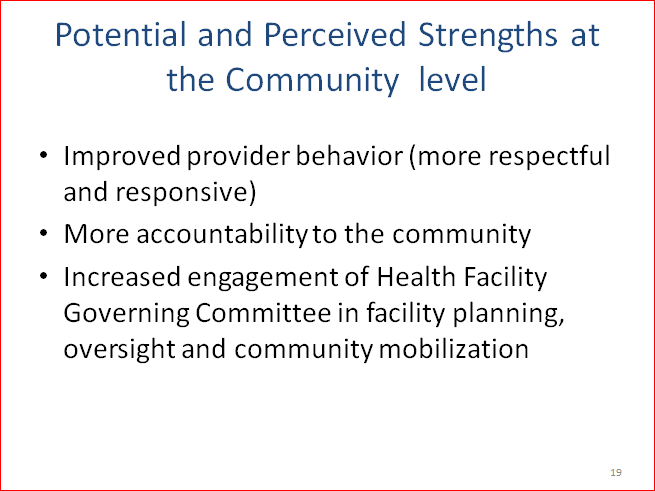 Potential and Perceived Strengths at
the Community level
• Improved provider behavior (more respectful
and responsive)
• More accountability to the community
• Increased engagement of Health Facility
Governing Committee in facility planning,
oversight and community mobilization
19